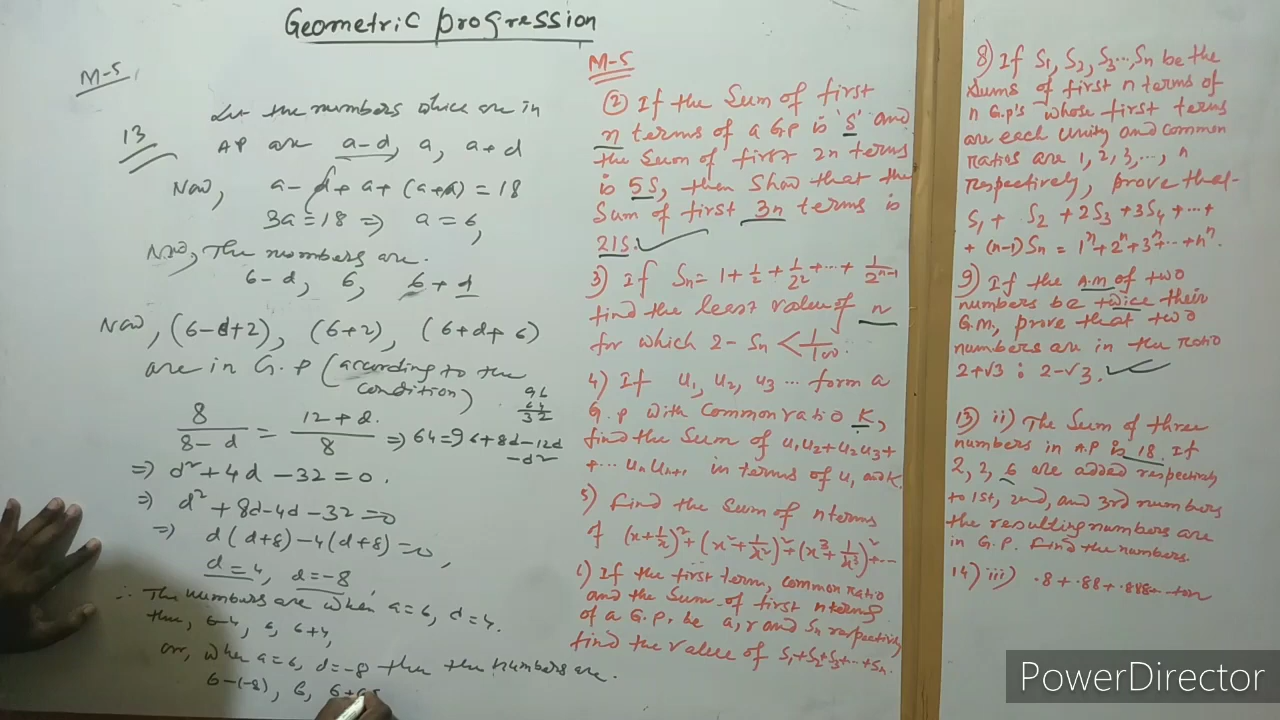 Geometric progression
M-5
13
Let the numbers which are in
AP are a-d, a, a+d
Now, a-d+a+(a+d) = 18
3a=18 => a=6,
Now, The numbers are.
6-d, 6, 6+d
Now, (6-d+2), (6+2), (6+d+6)
are in G.P (according to the
condition)
96
64
32
8/(8-d) = (12+d.)/8 => 64=96+8d-12d
-d²
=> d²+4d-32=0.
=> d²+8d-4d-32=0
=> d(d+8)-4(d+8)=0,
d=4, d=-8,
∴ The numbers are when a=6, d=4.
then, 6-4, 6, 6+4,
or, when a=6, d=-8 then the numbers are.
6-(-8), 6,
M-5
② If the Sum of first
n terms of a GP is 'S' and
the Sum of first 2n terms
is 5S, then show that the
Sum of first 3n terms is
21S.
3) If Sn = 1+1/2+1/2²+...+1/2ⁿ⁻¹
find the least value of n
for which 2-Sn < 1/100.
4) If u₁, u₂, u₃ ... form a
G.p with Common ratio K,
find the Sum of u₁u₂+u₂u₃+
+... uₙuₙ₊₁ in terms of u₁ and K.
5) Find the Sum of n terms
of (x+1/x)²+(x²+1/x²)²+(x³+1/x³)²+...
6) If the first term, common ratio
and the Sum of first n terms
of a G.P. be a, r and Sn respectively
find the value of S₁+S₂+S₃+...+Sn.
8) If S₁, S₂, S₃..., Sn be the
Sums of first n terms of
n G.p's whose first terms
are each Unity and Common
ratios are 1, 2, 3, ..., n
respectively, prove that-
S₁+ S₂+2S₃+3S₄+...+
+(n-1)Sn = 1ⁿ+2ⁿ+3ⁿ+...+nⁿ.
9) If the A.M of two
numbers be twice their
G.M, prove that two
numbers are in the ratio
2+√3 : 2-√3.
13) ii) The Sum of three
numbers in A.P is 18. If
2, 2, 6 are added respectively
to 1st, 2nd, and 3rd numbers
the resulting numbers are
in G.P. Find the numbers.
14) iii) .8+.88+.888...
PowerDirector